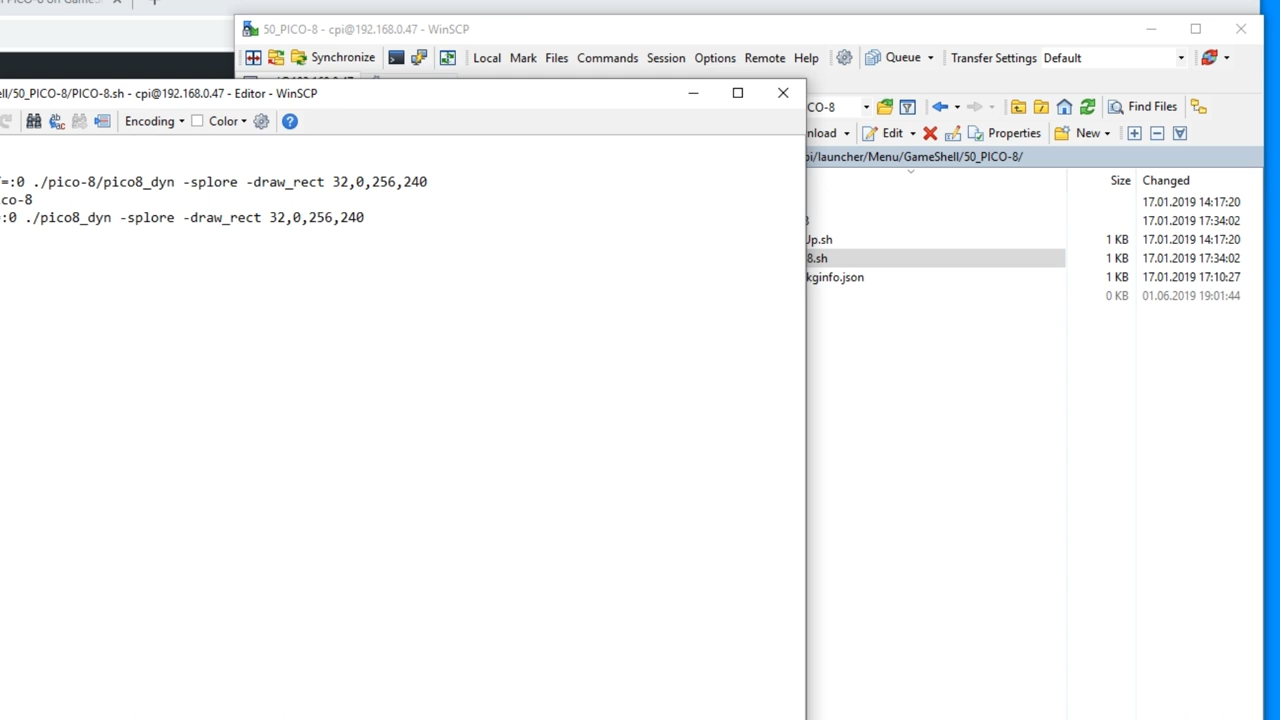 PICO-8 on GameS
50_PICO-8 - cpi@192.168.0.47 - WinSCP
Synchronize Local Mark Files Commands Session Options Remote Help Queue Transfer Settings Default
/50_PICO-8/PICO-8.sh - cpi@192.168.0.47 - Editor - WinSCP
CO-8 Find Files
Encoding Color
nload Edit Properties New
/launcher/Menu/GameShell/50_PICO-8/
=:0 ./pico-8/pico8_dyn -splore -draw_rect 32,0,256,240
co-8
:0 ./pico8_dyn -splore -draw_rect 32,0,256,240
Size Changed
17.01.2019 14:17:20
17.01.2019 17:34:02
Up.sh 1 KB 17.01.2019 14:17:20
8.sh 1 KB 17.01.2019 17:34:02
kginfo.json 1 KB 17.01.2019 17:10:27
0 KB 01.06.2019 19:01:44